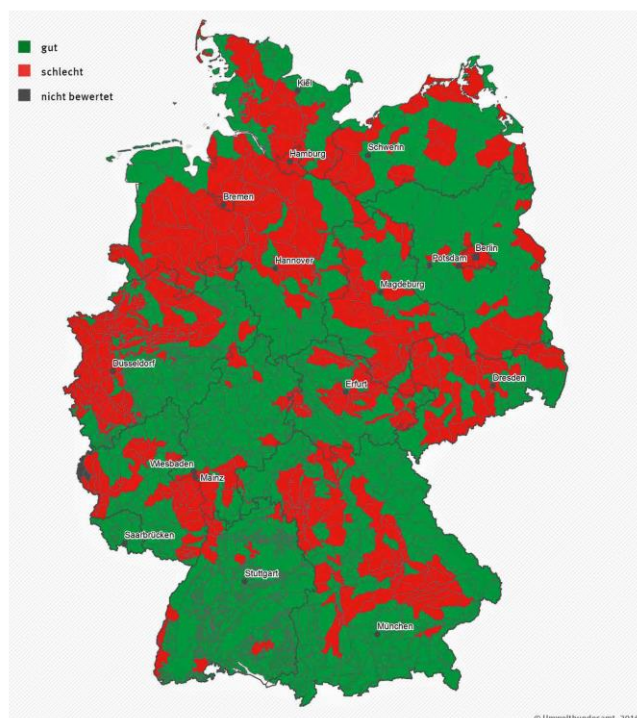 gut
schlecht
nicht bewertet
Kiel
Hamburg
Schwerin
Bremen
Berlin
Potsdam
Hannover
Magdeburg
Düsseldorf
Erfurt
Dresden
Wiesbaden
Mainz
Saarbrücken
Stuttgart
München
© Umweltbundesamt